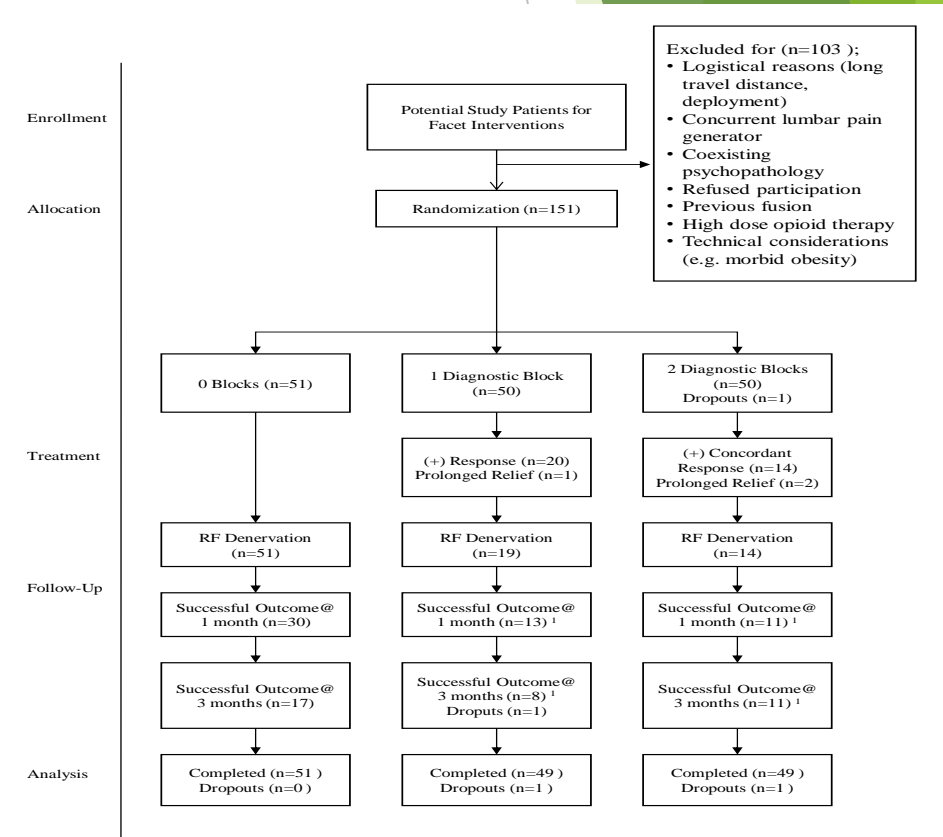 Excluded for (n=103 );
• Logistical reasons (long
travel distance,
deployment)
• Concurrent lumbar pain
generator
• Coexisting
psychopathology
• Refused participation
• Previous fusion
• High dose opioid therapy
• Technical considerations
(e.g. morbid obesity)
Enrollment
Potential Study Patients for
Facet Interventions
Allocation
Randomization (n=151)
0 Blocks (n=51)
1 Diagnostic Block
(n=50)
2 Diagnostic Blocks
(n=50)
Dropouts (n=1)
Treatment
(+) Response (n=20)
Prolonged Relief (n=1)
(+) Concordant
Response (n=14)
Prolonged Relief (n=2)
RF Denervation
(n=51)
RF Denervation
(n=19)
RF Denervation
(n=14)
Follow-Up
Successful Outcome@
1 month (n=30)
Successful Outcome@
1 month (n=13) ¹
Successful Outcome@
1 month (n=11) ¹
Successful Outcome@
3 months (n=17)
Successful Outcome@
3 months (n=8) ¹
Droputs (n=1)
Successful Outcome@
3 months (n=11) ¹
Analysis
Completed (n=51 )
Dropouts (n=0 )
Completed (n=49 )
Dropouts (n=1 )
Completed (n=49 )
Dropouts (n=1 )